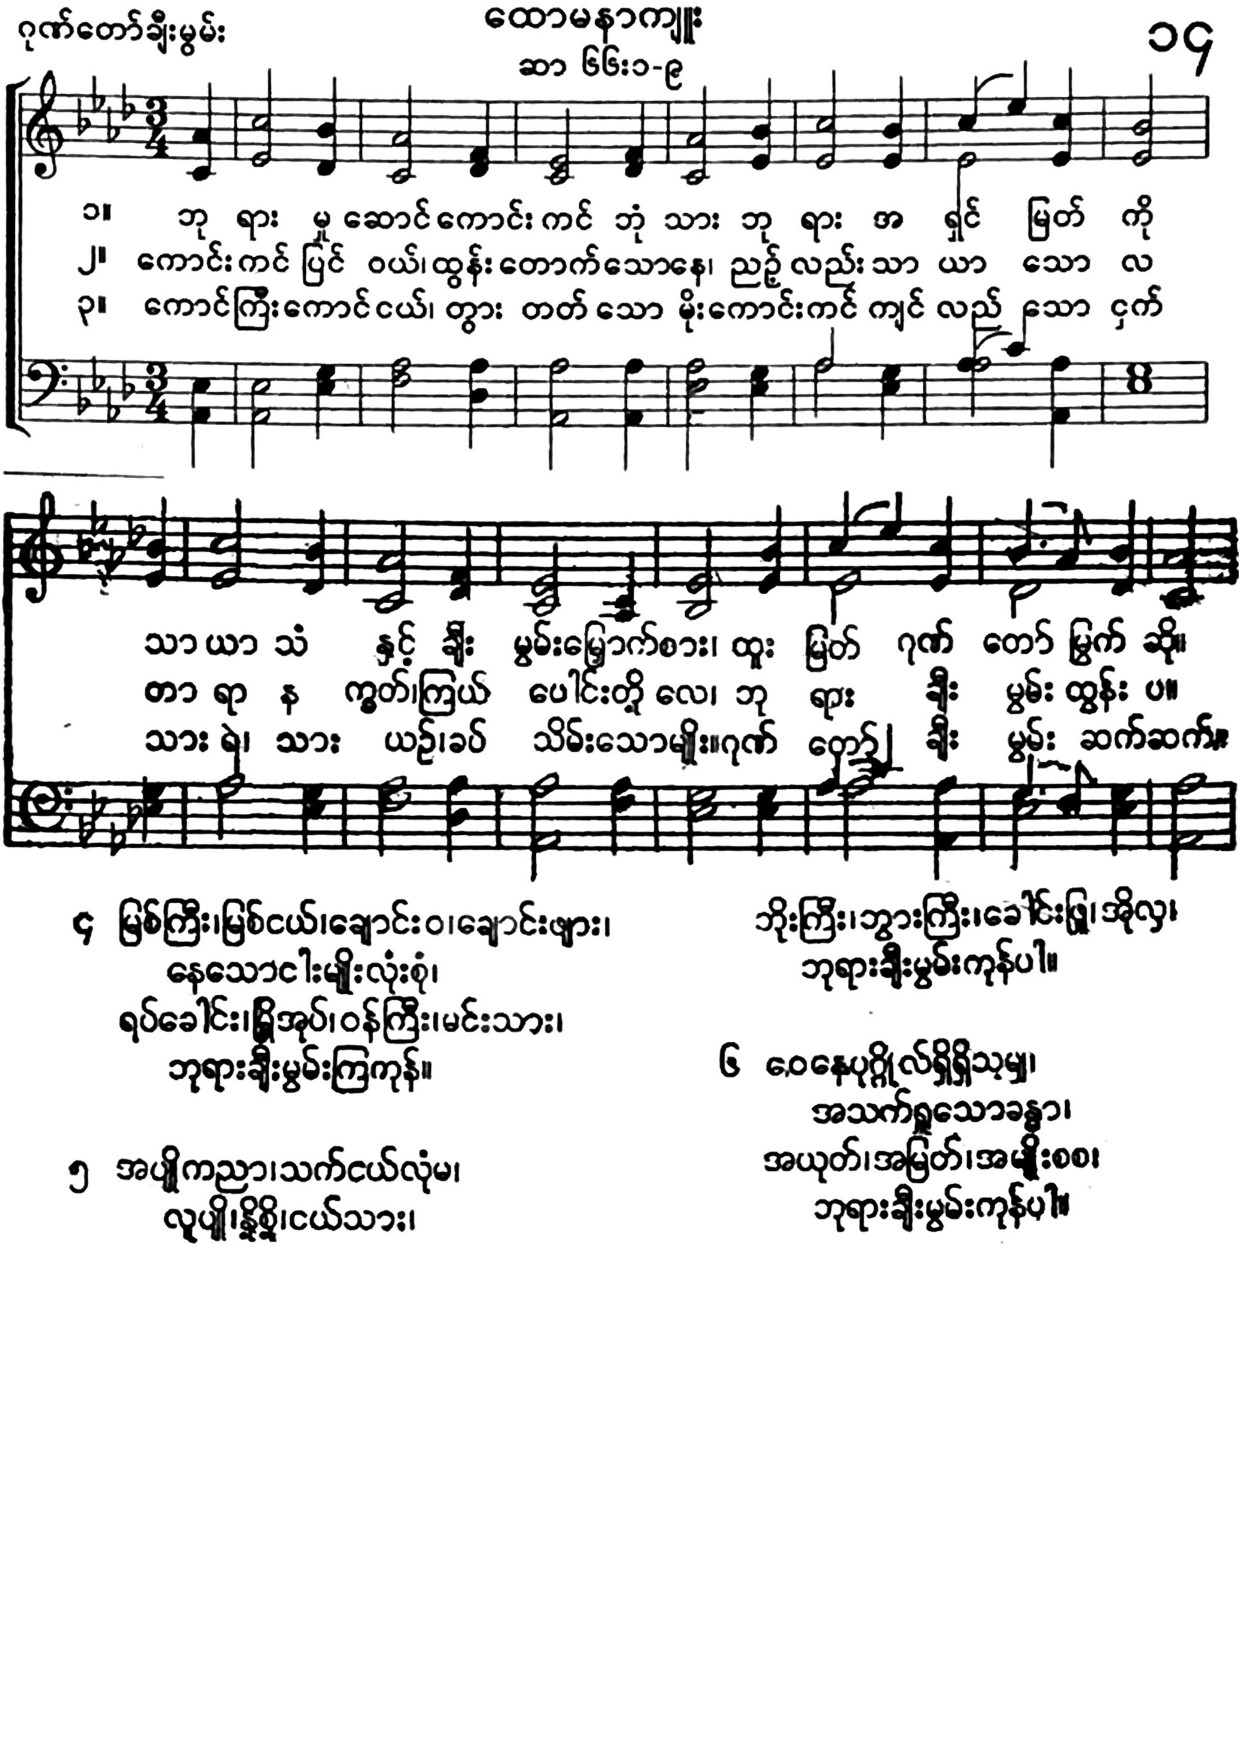 ဂုဏ်တော်ချီးမွမ်း
ထောမနာကျူး
၁၄
ဆာ ၆၆း၁-၉
၁။ ဘု ရား မှု ဆောင် ကောင်း ကင် ဘုံ သား ဘု ရား အ ရှင် မြတ် ကို
၂။ ကောင်း ကင် ပြင် ဝယ်၊ ထွန်း တောက် သော နေ၊ ညဉ့် လည်း သာ ယာ သော လ
၃။ ကောင် ကြီး ကောင် ငယ်၊ တွား တတ် သော မိုး ကောင်း ကင် ကျင် လည် သော ငှက်
သာ ယာ သံ နှင့် ချီး မွမ်း မြှောက် စား၊ ထူး မြတ် ဂုဏ် တော် မြွက် ဆို။
တာ ရာ န က္ခတ်၊ ကြယ် ပေါင်း တို့ လေ၊ ဘု ရား ချီး မွမ်း ထွန်း ပ။
သား ရဲ၊ သား ယဉ်၊ ခပ် သိမ်း သော မျိုး။ ဂုဏ် တော် ချီး မွမ်း ဆက် ဆက်။
၄ မြစ်ကြီး၊မြစ်ငယ်၊ချောင်းဝ၊ချောင်းဖျား၊
နေသောငါးမျိုးလုံးစုံ၊
ရပ်ခေါင်း၊မြို့အုပ်၊ဝန်ကြီး၊မင်းသား၊
ဘုရားချီးမွမ်းကြကုန်။
၅ အပျိုကညာ၊သက်ငယ်လုံမ၊
လူပျို၊နို့စို့၊ငယ်သား၊
ဘိုးကြီး၊ဘွားကြီး၊ခေါင်းဖြူ၊အိုလှ၊
ဘုရားချီးမွမ်းကုန်ပါ။
၆ ဝေနေပုဂ္ဂိုလ်ရှိရှိသမျှ၊
အသက်ရှူသောခန္ဓာ၊
အယုတ်၊အမြတ်၊အမျိုးစစ၊
ဘုရားချီးမွမ်းကုန်ပါ။